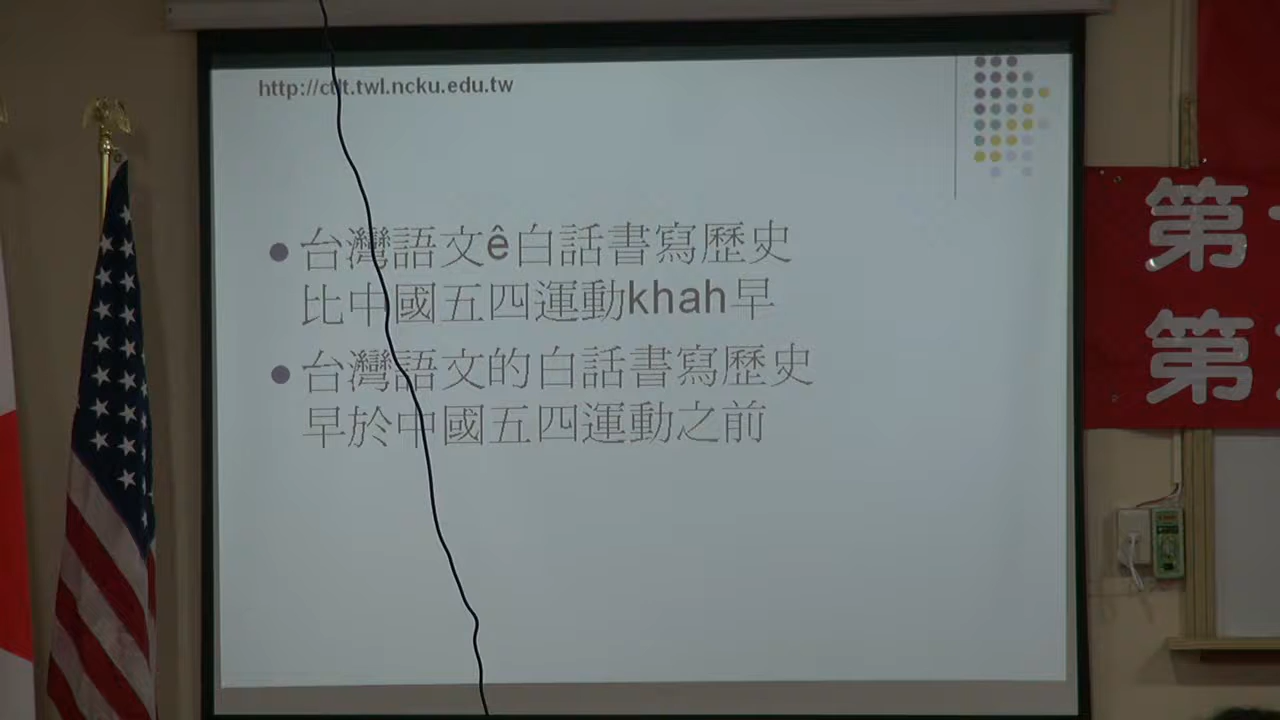 http://ctlt.twl.ncku.edu.tw
台灣語文ê白話書寫歷史
比中國五四運動khah早
台灣語文的白話書寫歷史
早於中國五四運動之前
第
第